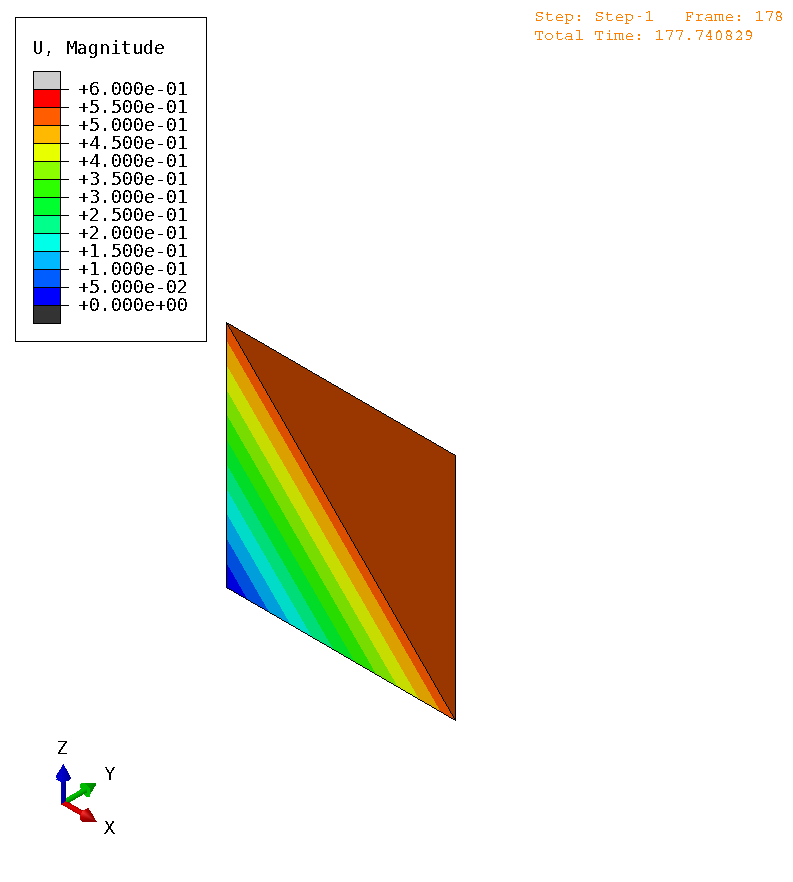 Step: Step-1 Frame: 178
Total Time: 177.740829
U, Magnitude
+6.000e-01
+5.500e-01
+5.000e-01
+4.500e-01
+4.000e-01
+3.500e-01
+3.000e-01
+2.500e-01
+2.000e-01
+1.500e-01
+1.000e-01
+5.000e-02
+0.000e+00
Z
Y
X